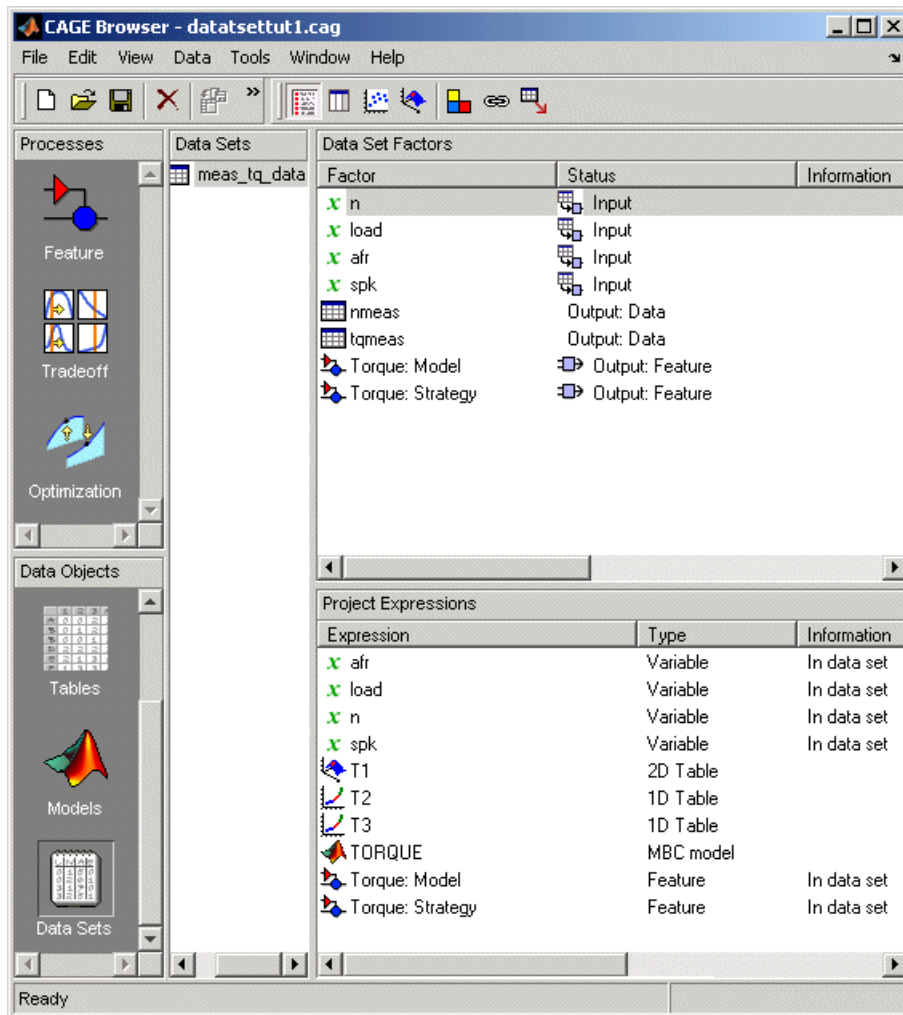 CAGE Browser - datatsettut1.cag
File Edit View Data Tools Window Help
Processes
Data Sets
Data Set Factors
meas_tq_data
Factor Status Information
n Input
load Input
afr Input
spk Input
nmeas Output: Data
tqmeas Output: Data
Torque: Model Output: Feature
Torque: Strategy Output: Feature
Feature
Tradeoff
Optimization
Data Objects
Tables
Models
Data Sets
Project Expressions
Expression Type Information
afr Variable In data set
load Variable In data set
n Variable In data set
spk Variable In data set
T1 2D Table
T2 1D Table
T3 1D Table
TORQUE MBC model
Torque: Model Feature In data set
Torque: Strategy Feature In data set
Ready